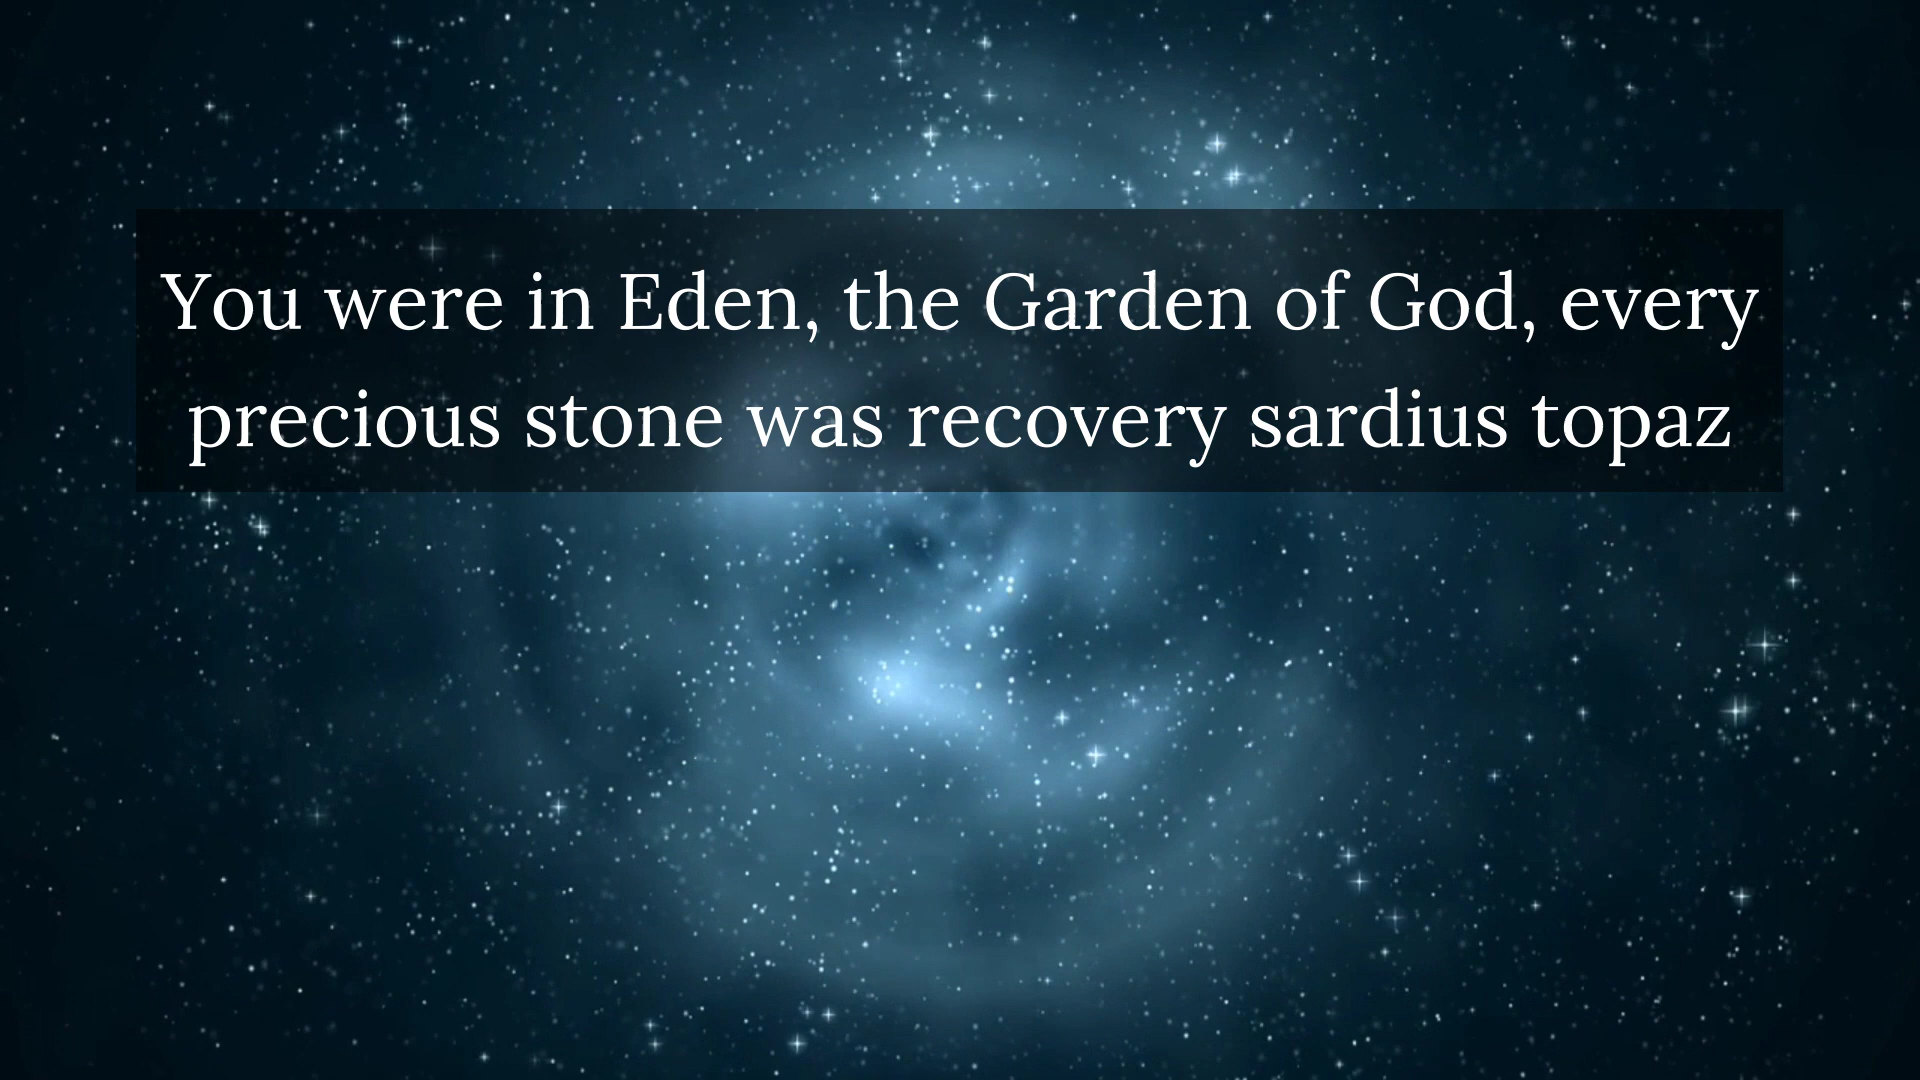 You were in Eden, the Garden of God, every
precious stone was recovery sardius topaz